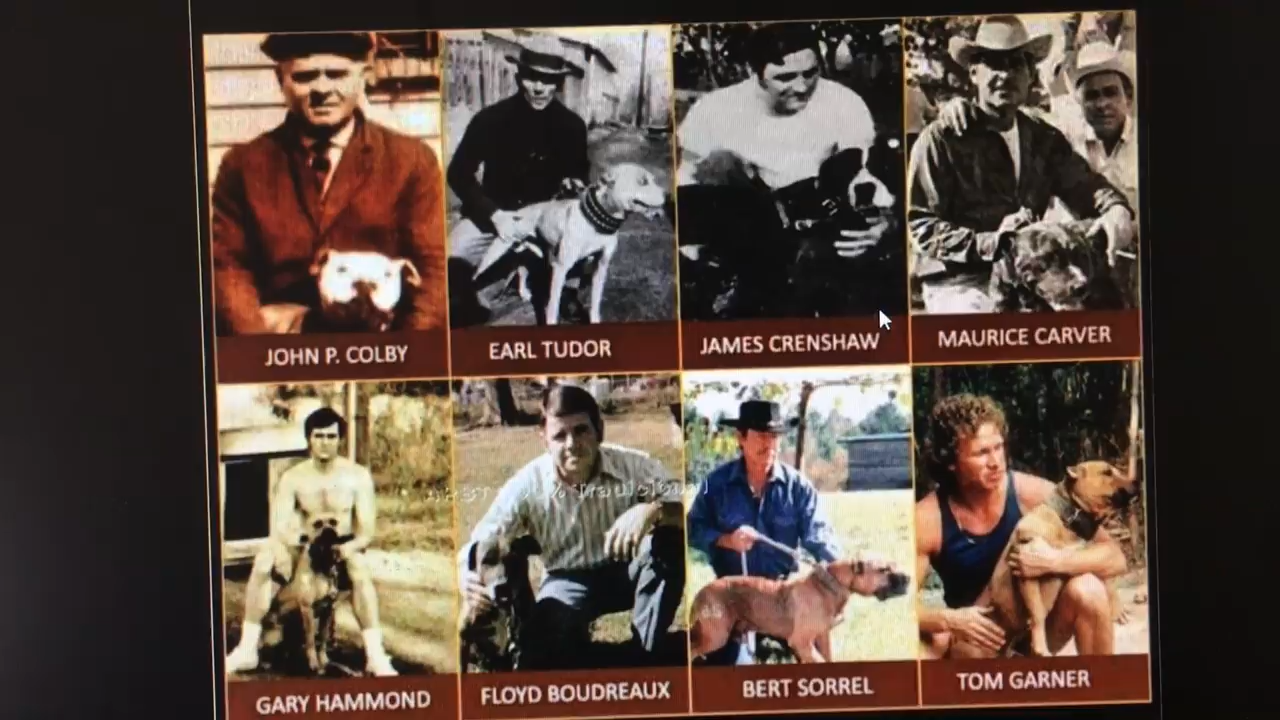 JOHN P. COLBY
EARL TUDOR
JAMES CRENSHAW
MAURICE CARVER
GARY HAMMOND
FLOYD BOUDREAUX
BERT SORREL
TOM GARNER